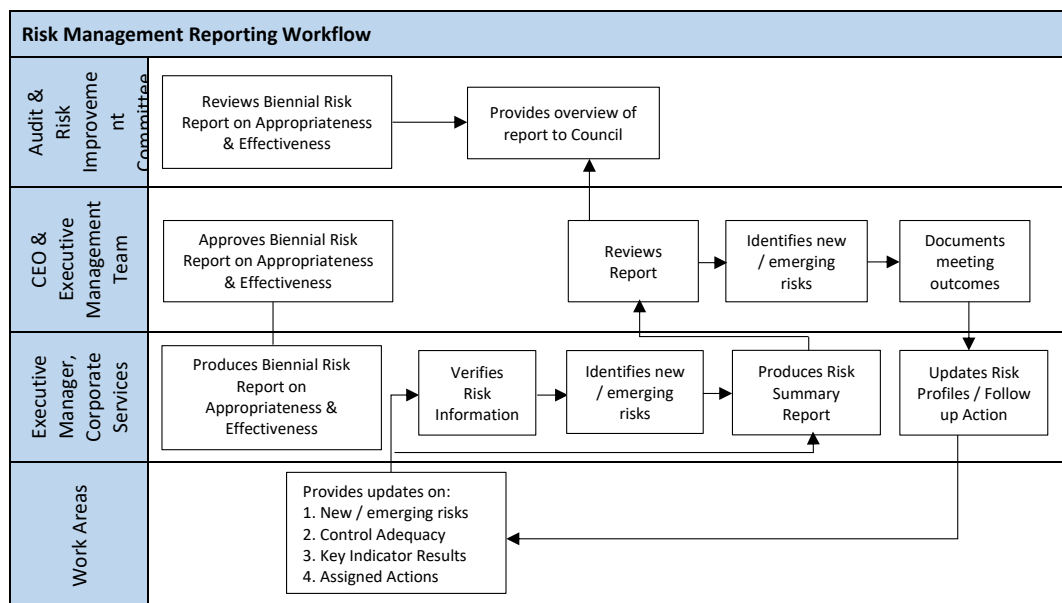 Risk Management Reporting Workflow
Audit &
Risk
Improveme
nt
Committee
Reviews Biennial Risk
Report on Appropriateness
& Effectiveness
Provides overview of
report to Council
CEO &
Executive
Management
Team
Approves Biennial Risk
Report on Appropriateness
& Effectiveness
Reviews
Report
Identifies new
/ emerging
risks
Documents
meeting
outcomes
Executive
Manager,
Corporate
Services
Produces Biennial Risk
Report on
Appropriateness &
Effectiveness
Verifies
Risk
Information
Identifies new
/ emerging
risks
Produces Risk
Summary
Report
Updates Risk
Profiles / Follow
up Action
Work Areas
Provides updates on:
1. New / emerging risks
2. Control Adequacy
3. Key Indicator Results
4. Assigned Actions